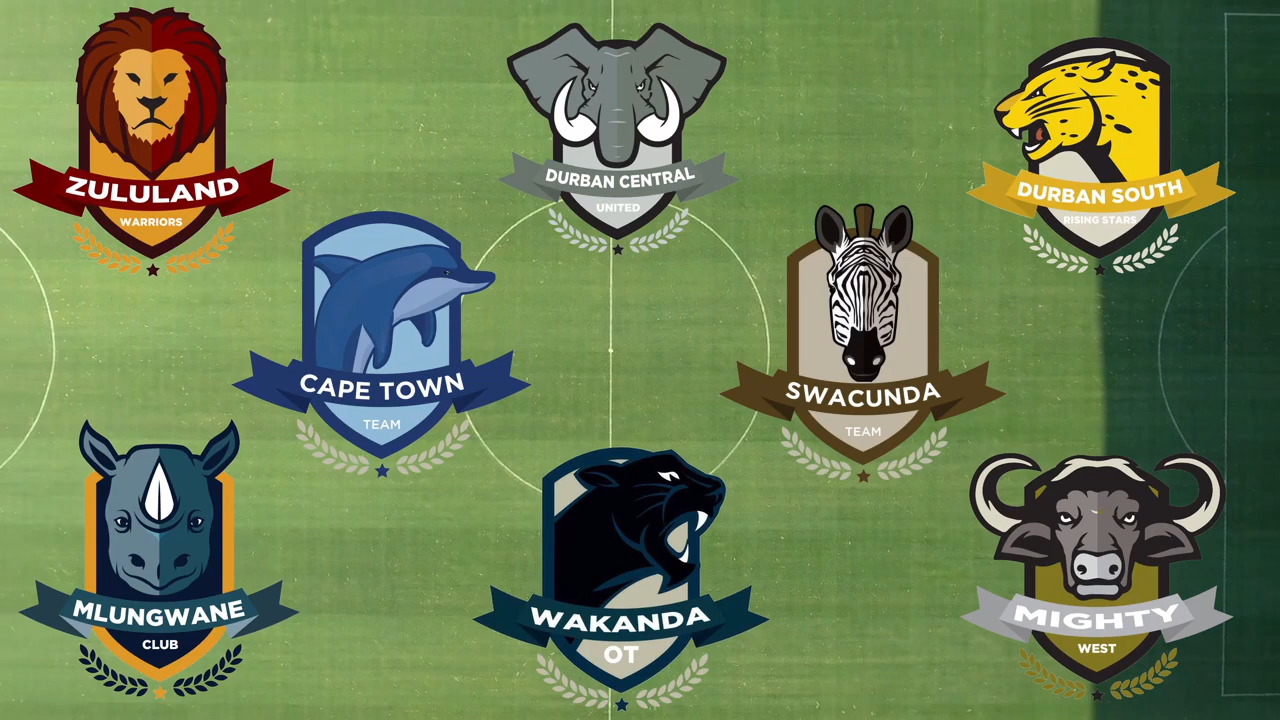 ZULULAND
WARRIORS
DURBAN CENTRAL
UNITED
DURBAN SOUTH
RISING STARS
CAPE TOWN
TEAM
SWACUNDA
TEAM
MLUNGWANE
CLUB
WAKANDA
OT
MIGHTY
WEST